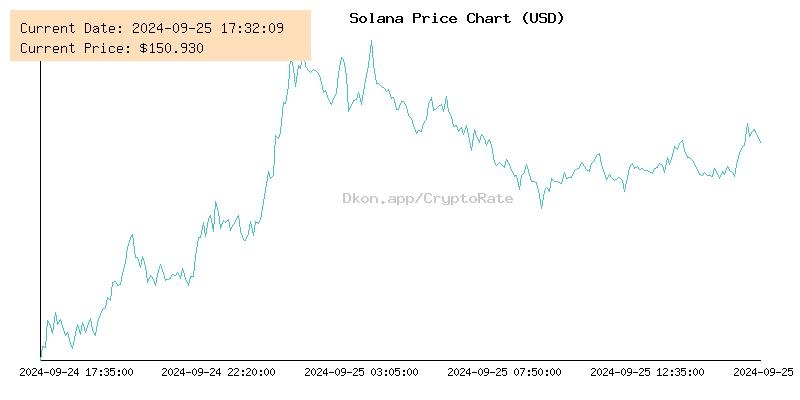 Solana Price Chart (USD)
Current Date: 2024-09-25 17:32:09
Current Price: $150.930
Dkon.app/CryptoRate
2024-09-24 17:35:00 2024-09-24 22:20:00 2024-09-25 03:05:00 2024-09-25 07:50:00 2024-09-25 12:35:00 2024-09-25